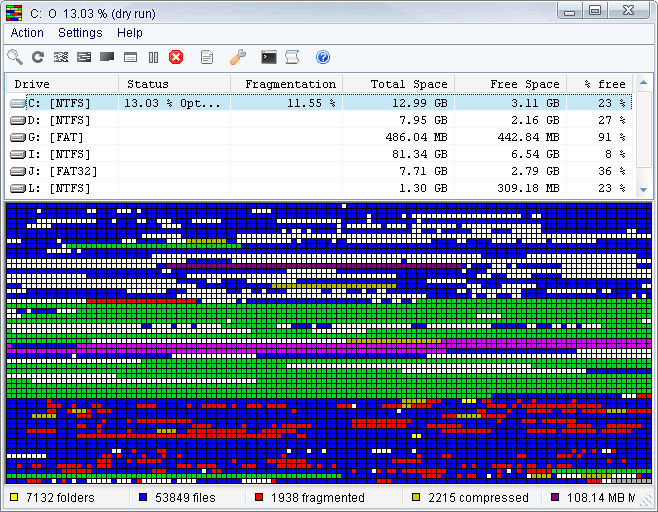 C: O 13.03 % (dry run)
Action Settings Help
Drive Status Fragmentation Total Space Free Space % free
C: [NTFS] 13.03 % Opt... 11.55 % 12.99 GB 3.11 GB 23 %
D: [NTFS] 7.95 GB 2.16 GB 27 %
G: [FAT] 486.04 MB 442.84 MB 91 %
I: [NTFS] 81.34 GB 6.54 GB 8 %
J: [FAT32] 7.71 GB 2.79 GB 36 %
L: [NTFS] 1.30 GB 309.18 MB 23 %
7132 folders 53849 files 1938 fragmented 2215 compressed 108.14 MB M